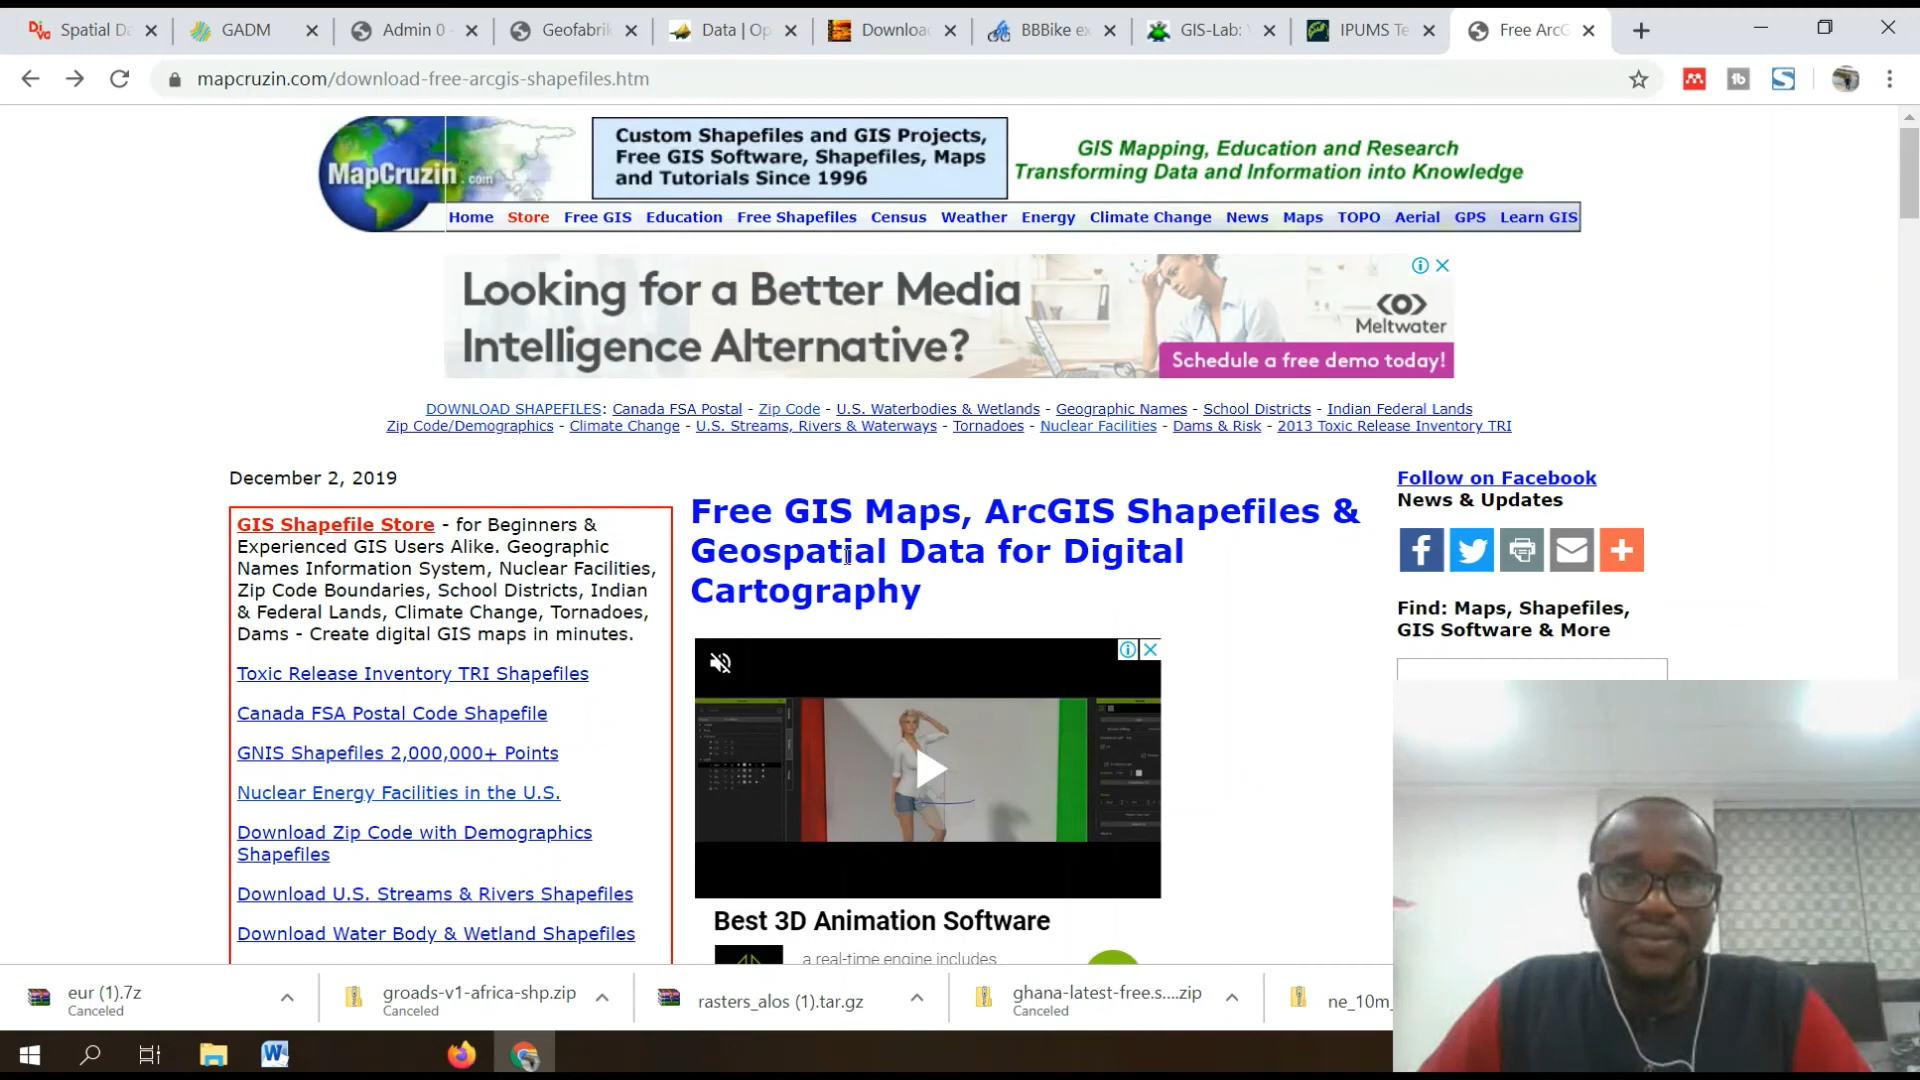 Spatial Da
GADM
Admin 0 -
Geofabrik
Data | Op
Downloa
BBBike ex
GIS-Lab:
IPUMS Te
Free ArcG
mapcruzin.com/download-free-arcgis-shapefiles.htm
MapCruzin.com
Custom Shapefiles and GIS Projects,
Free GIS Software, Shapefiles, Maps
and Tutorials Since 1996
GIS Mapping, Education and Research
Transforming Data and Information into Knowledge
Home Store Free GIS Education Free Shapefiles Census Weather Energy Climate Change News Maps TOPO Aerial GPS Learn GIS
Looking for a Better Media
Intelligence Alternative?
Meltwater
Schedule a free demo today!
DOWNLOAD SHAPEFILES: Canada FSA Postal - Zip Code - U.S. Waterbodies & Wetlands - Geographic Names - School Districts - Indian Federal Lands
Zip Code/Demographics - Climate Change - U.S. Streams, Rivers & Waterways - Tornadoes - Nuclear Facilities - Dams & Risk - 2013 Toxic Release Inventory TRI
December 2, 2019
GIS Shapefile Store - for Beginners &
Experienced GIS Users Alike. Geographic
Names Information System, Nuclear Facilities,
Zip Code Boundaries, School Districts, Indian
& Federal Lands, Climate Change, Tornadoes,
Dams - Create digital GIS maps in minutes.
Toxic Release Inventory TRI Shapefiles
Canada FSA Postal Code Shapefile
GNIS Shapefiles 2,000,000+ Points
Nuclear Energy Facilities in the U.S.
Download Zip Code with Demographics
Shapefiles
Download U.S. Streams & Rivers Shapefiles
Download Water Body & Wetland Shapefiles
Free GIS Maps, ArcGIS Shapefiles &
Geospatial Data for Digital
Cartography
Best 3D Animation Software
a real-time engine includes
Follow on Facebook
News & Updates
Find: Maps, Shapefiles,
GIS Software & More
eur (1).7z
Canceled
groads-v1-africa-shp.zip
Canceled
rasters_alos (1).tar.gz
ghana-latest-free.s....zip
Canceled
ne_10m_